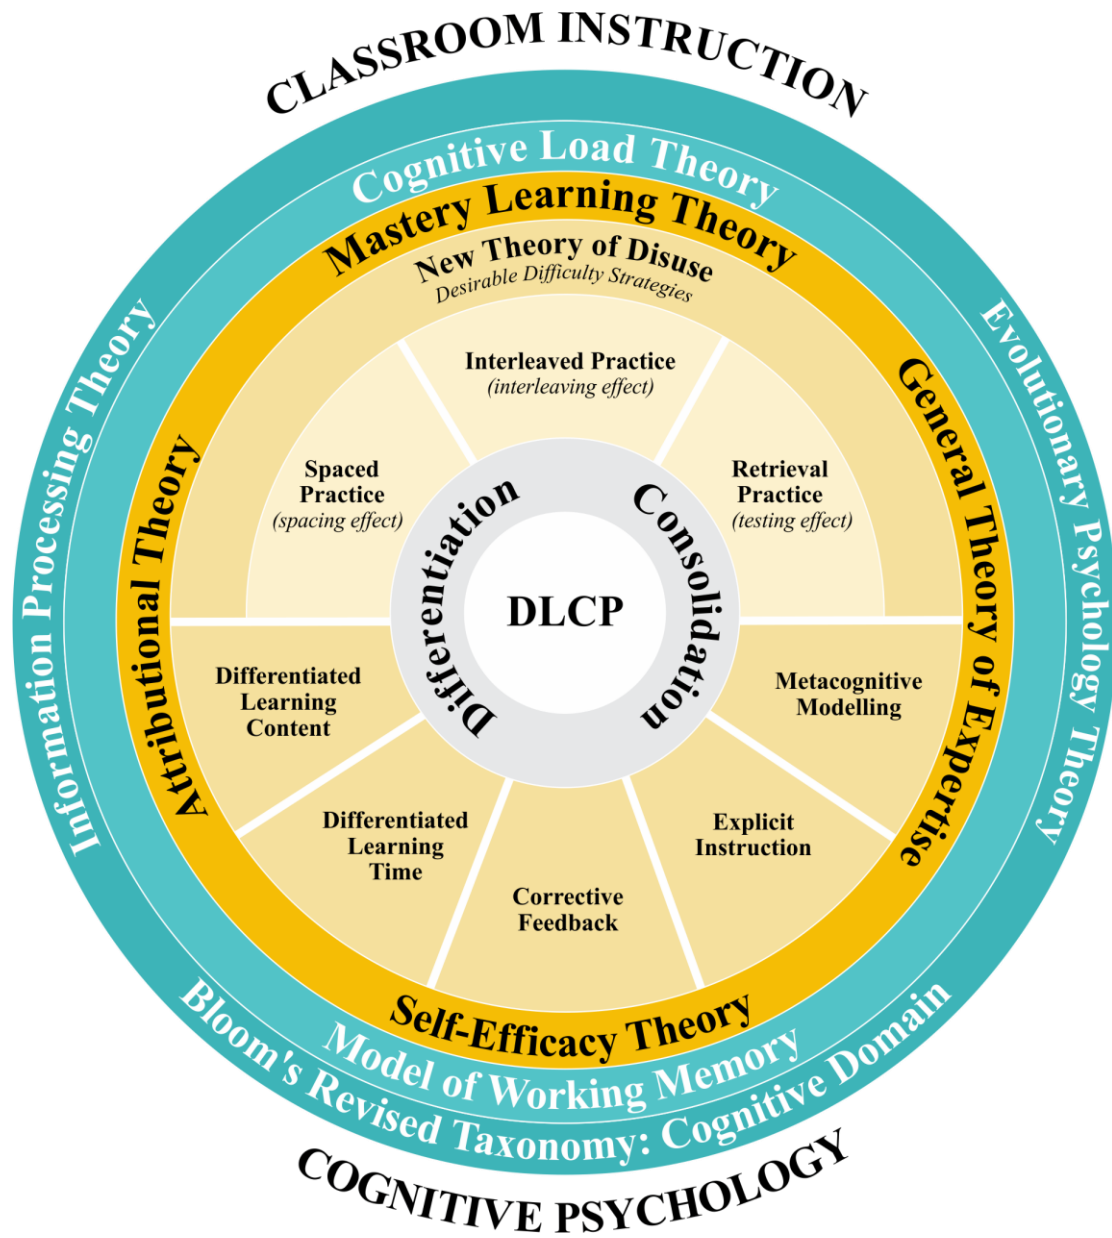 CLASSROOM INSTRUCTION
Cognitive Load Theory
Mastery Learning Theory
New Theory of Disuse
Desirable Difficulty Strategies
Information Processing Theory
Evolutionary Psychology Theory
Attributional Theory
General Theory of Expertise
Interleaved Practice
(interleaving effect)
Spaced
Practice
(spacing effect)
Retrieval
Practice
(testing effect)
Differentiation
Consolidation
DLCP
Differentiated
Learning
Content
Metacognitive
Modelling
Differentiated
Learning
Time
Explicit
Instruction
Corrective
Feedback
Self-Efficacy Theory
Model of Working Memory
Bloom's Revised Taxonomy: Cognitive Domain
COGNITIVE PSYCHOLOGY